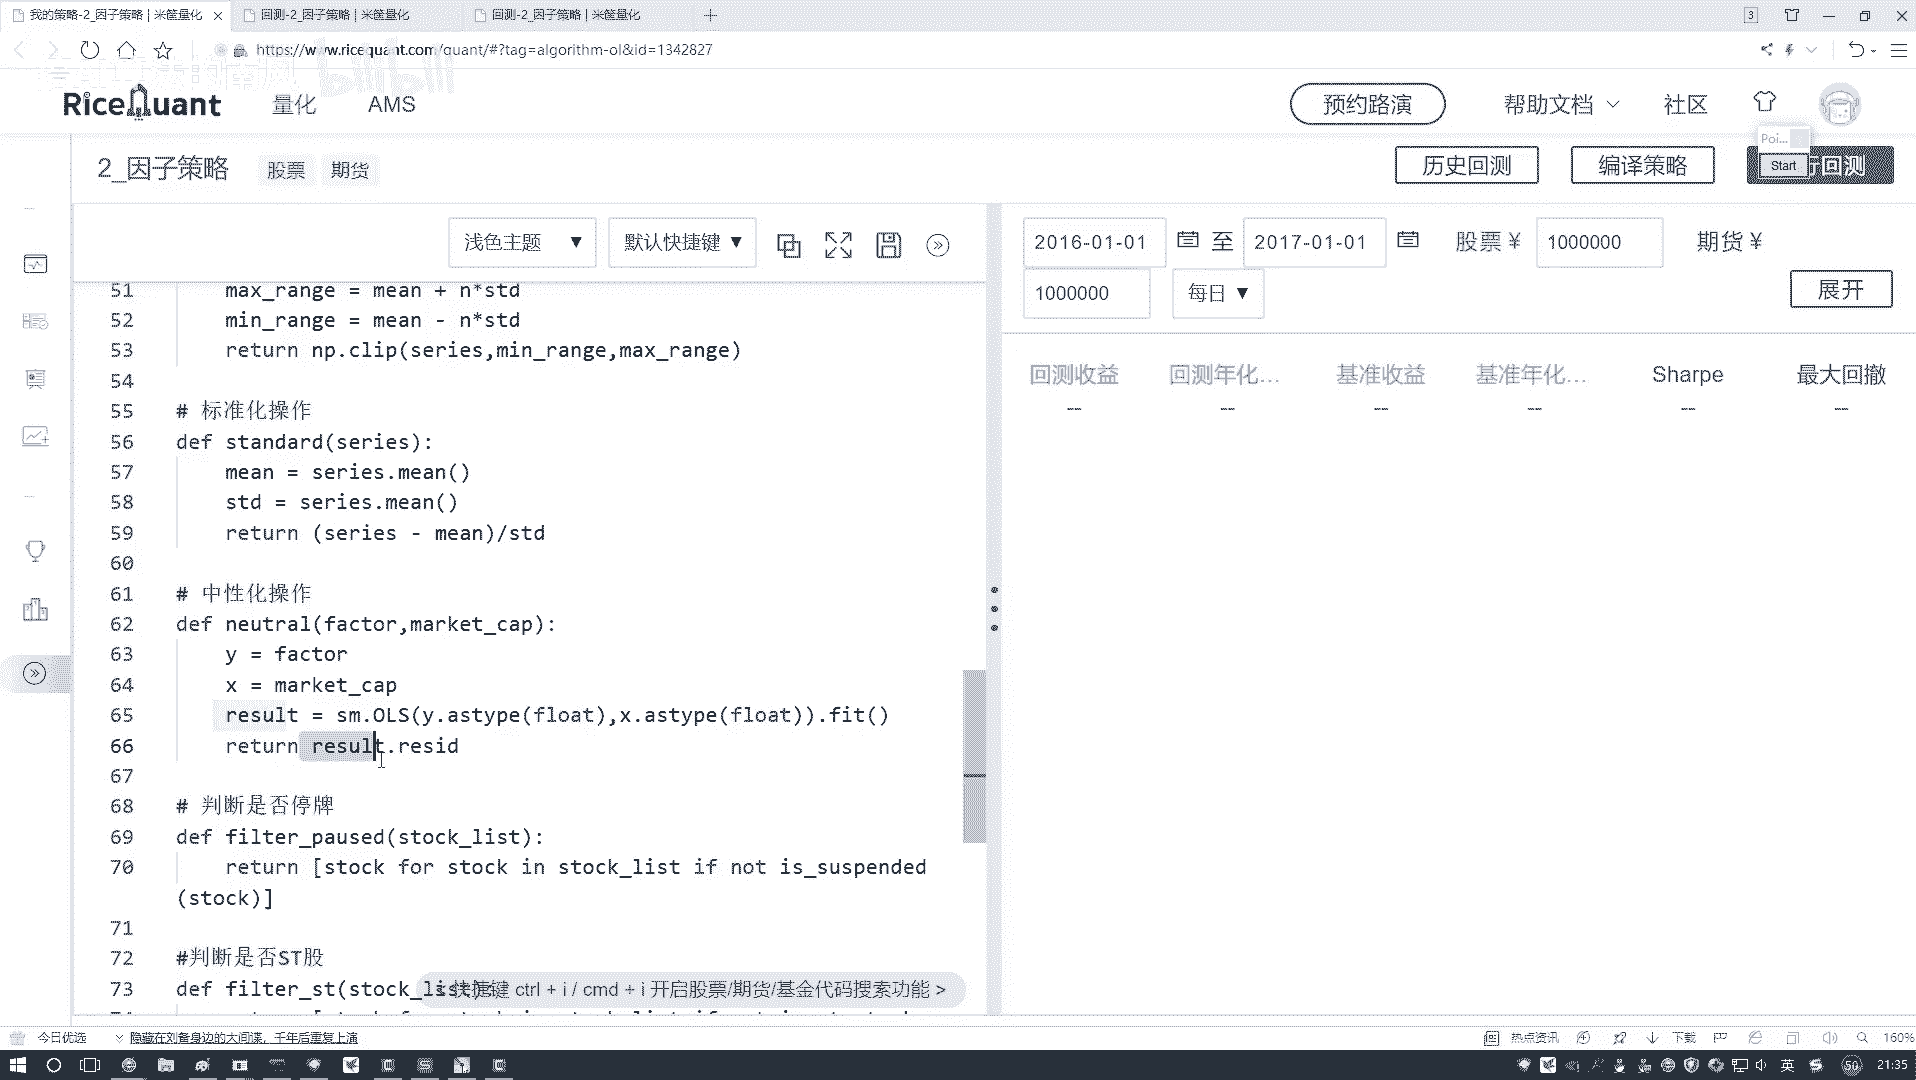 我的策略-2_因子策略 | 米筐量化
回测-2_因子策略 | 米筐量化
回测-2_因子策略 | 米筐量化
3
https://www.ricequant.com/quant/#?tag=algorithm-ol&id=1342827
bilibili
RiceQuant
量化
AMS
预约路演
帮助文档
社区
Poi...
2_因子策略
股票
期货
历史回测
编译策略
Start
回测
浅色主题 ▼
默认快捷键 ▼
2016-01-01
至
2017-01-01
股票 ¥
1000000
期货 ¥
1000000
每日 ▼
展开
回测收益
回测年化...
基准收益
基准年化...
Sharpe
最大回撤
--
--
--
--
--
--
51 max_range = mean + n*std
52 min_range = mean - n*std
53 return np.clip(series,min_range,max_range)
54
55 # 标准化操作
56 def standard(series):
57 mean = series.mean()
58 std = series.mean()
59 return (series - mean)/std
60
61 # 中性化操作
62 def neutral(factor,market_cap):
63 y = factor
64 x = market_cap
65 result = sm.OLS(y.astype(float),x.astype(float)).fit()
66 return result.resid
67
68 # 判断是否停牌
69 def filter_paused(stock_list):
70 return [stock for stock in stock_list if not is_suspended
(stock)]
71
72 #判断是否ST股
73 def filter_st(stock_list):
快捷键 ctrl + i / cmd + i 开启股票/期货/基金代码搜索功能 >
今日优选
隐藏在刘备身边的大间谍，千年后重复上演
热点资讯
下载
160%
英
50
21:35